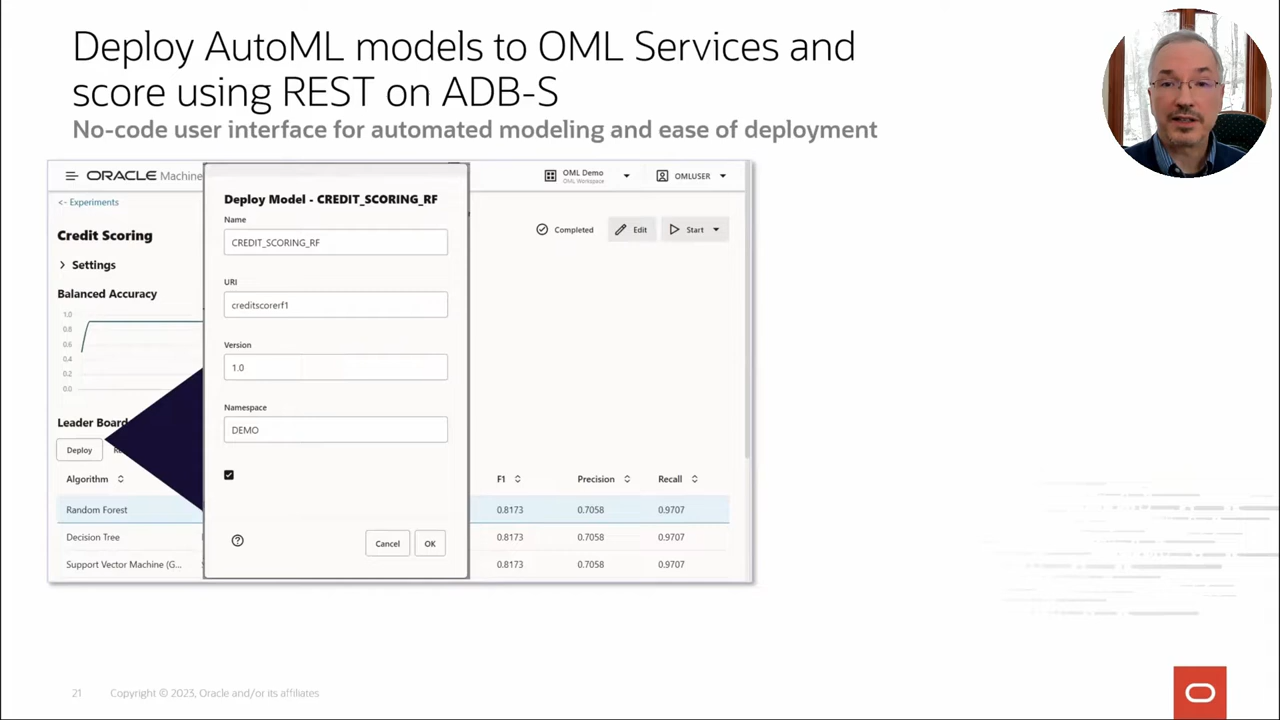 Deploy AutoML models to OML Services and
score using REST on ADB-S
No-code user interface for automated modeling and ease of deployment
ORACLE Machine
OML Demo
OML Workspace
OMLUSER
<- Experiments
Credit Scoring
Completed
Edit
Start
Settings
Balanced Accuracy
1.0
0.8
0.6
0.4
0.2
0.0
Leader Board
Deploy
Algorithm
F1
Precision
Recall
Random Forest
0.8173
0.7058
0.9707
Decision Tree
0.8173
0.7058
0.9707
Support Vector Machine (G...
0.8173
0.7058
0.9707
Deploy Model - CREDIT_SCORING_RF
Name
CREDIT_SCORING_RF
URI
creditscorerf1
Version
1.0
Namespace
DEMO
Cancel
OK
21
Copyright © 2023, Oracle and/or its affiliates